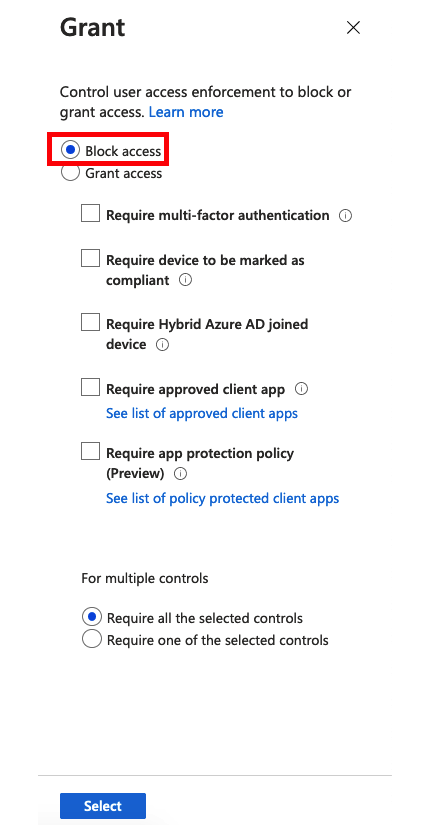 Grant
Control user access enforcement to block or
grant access. Learn more
Block access
Grant access
Require multi-factor authentication
Require device to be marked as
compliant
Require Hybrid Azure AD joined
device
Require approved client app
See list of approved client apps
Require app protection policy
(Preview)
See list of policy protected client apps
For multiple controls
Require all the selected controls
Require one of the selected controls
Select